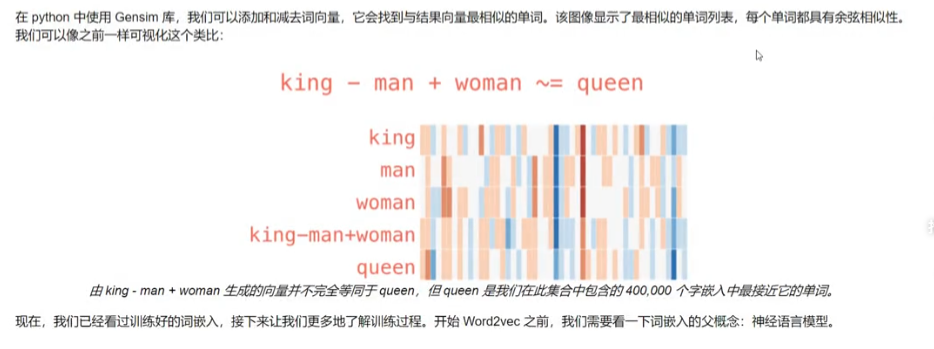 在 python 中使用 Gensim 库，我们可以添加和减去词向量，它会找到与结果向量最相似的单词。该图像显示了最相似的单词列表，每个单词都具有余弦相似性。
我们可以像之前一样可视化这个类比：
king - man + woman ~= queen
king
man
woman
king-man+woman
queen
由 king - man + woman 生成的向量并不完全等同于 queen，但 queen 是我们在此集合中包含的 400,000 个字嵌入中最接近它的单词。
现在，我们已经看过训练好的词嵌入，接下来让我们更多地了解训练过程。开始 Word2vec 之前，我们需要看一下词嵌入的父概念：神经语言模型。